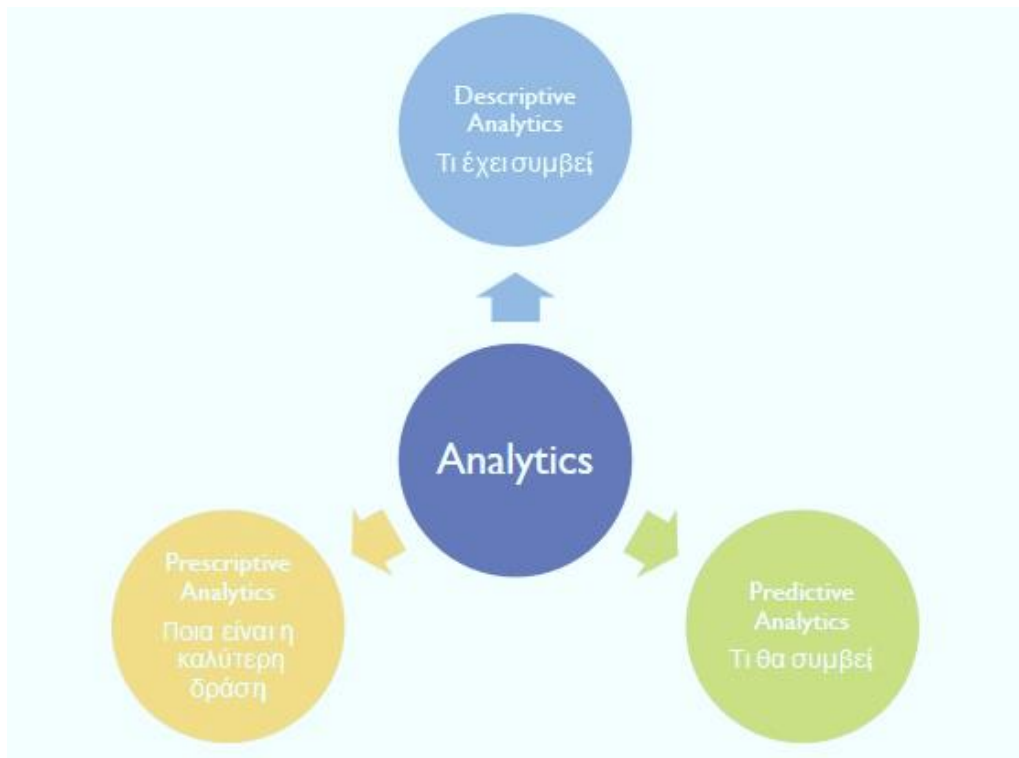 Descriptive
Analytics
Τι έχει συμβεί;
Analytics
Prescriptive
Analytics
Ποια είναι η
καλύτερη
δράση;
Predictive
Analytics
Τι θα συμβεί;